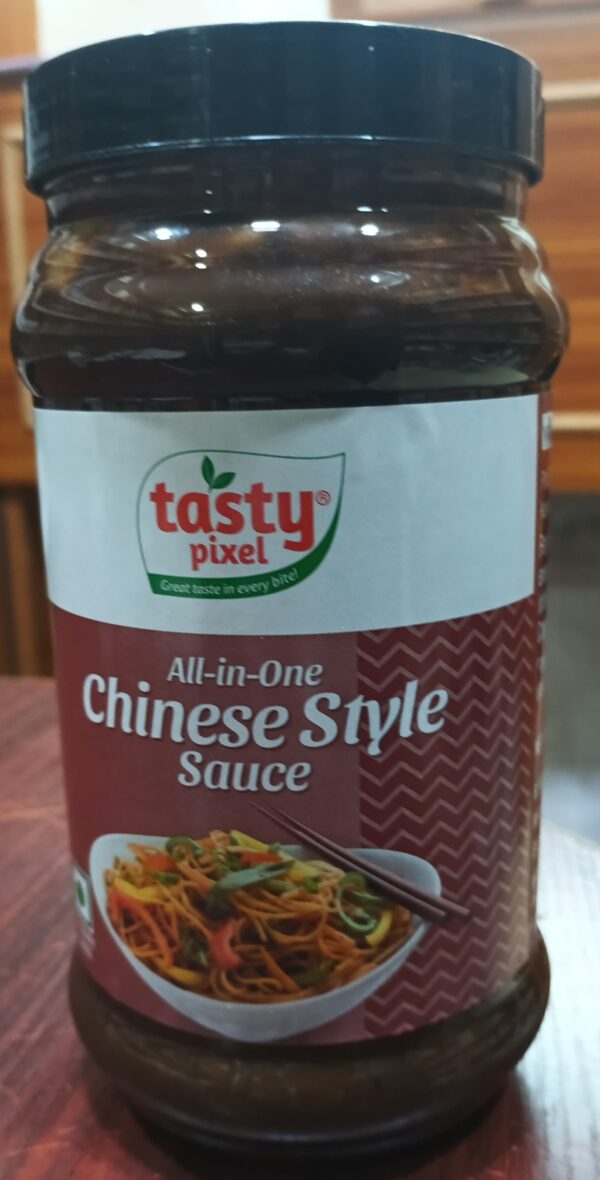 tasty®
pixel
Great taste in every bite!
All-in-One
Chinese Style
Sauce